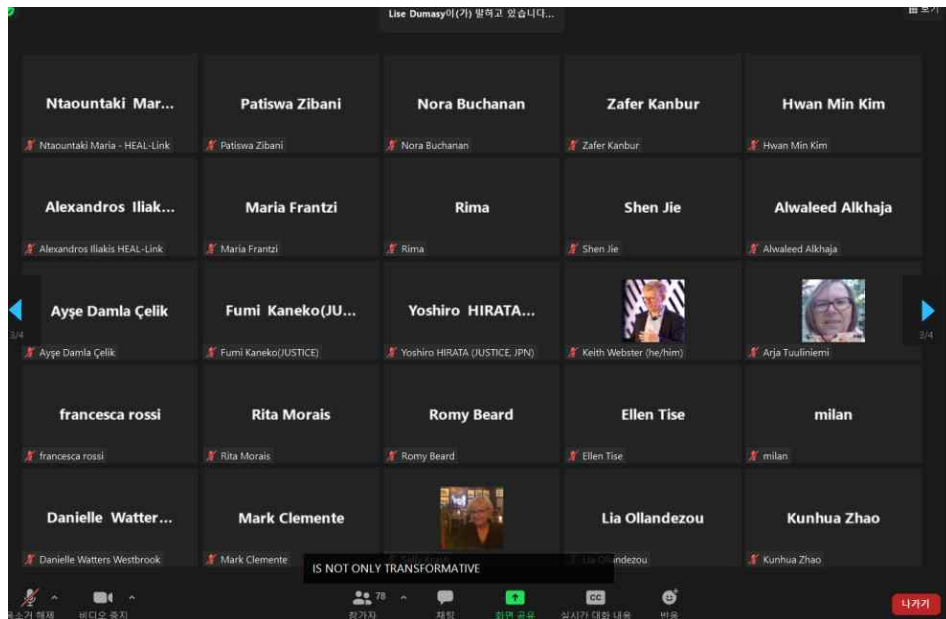 Lise Dumasy이(가) 말하고 있습니다...
보기
Ntaountaki Mar...
Patiswa Zibani
Nora Buchanan
Zafer Kanbur
Hwan Min Kim
Ntaountaki Maria - HEAL-Link
Patiswa Zibani
Nora Buchanan
Zafer Kanbur
Hwan Min Kim
Alexandros Iliak...
Maria Frantzi
Rima
Shen Jie
Alwaleed Alkhaja
Alexandros Iliakis HEAL-Link
Maria Frantzi
Rima
Shen Jie
Alwaleed Alkhaja
Ayşe Damla Çelik
Fumi Kaneko(JU...
Yoshiro HIRATA...
3/4
3/4
Ayşe Damla Çelik
Fumi Kaneko(JUSTICE)
Yoshiro HIRATA (JUSTICE, JPN)
Keith Webster (he/him)
Arja Tuuliniemi
francesca rossi
Rita Morais
Romy Beard
Ellen Tise
milan
francesca rossi
Rita Morais
Romy Beard
Ellen Tise
milan
Danielle Watter...
Mark Clemente
Lia Ollandezou
Kunhua Zhao
Danielle Watters Westbrook
Mark Clemente
Kunhua Zhao
IS NOT ONLY TRANSFORMATIVE
78
CC
해제
비디오 중지
참가자
채팅
화면 공유
실시간 대화 내용
반응
나가기